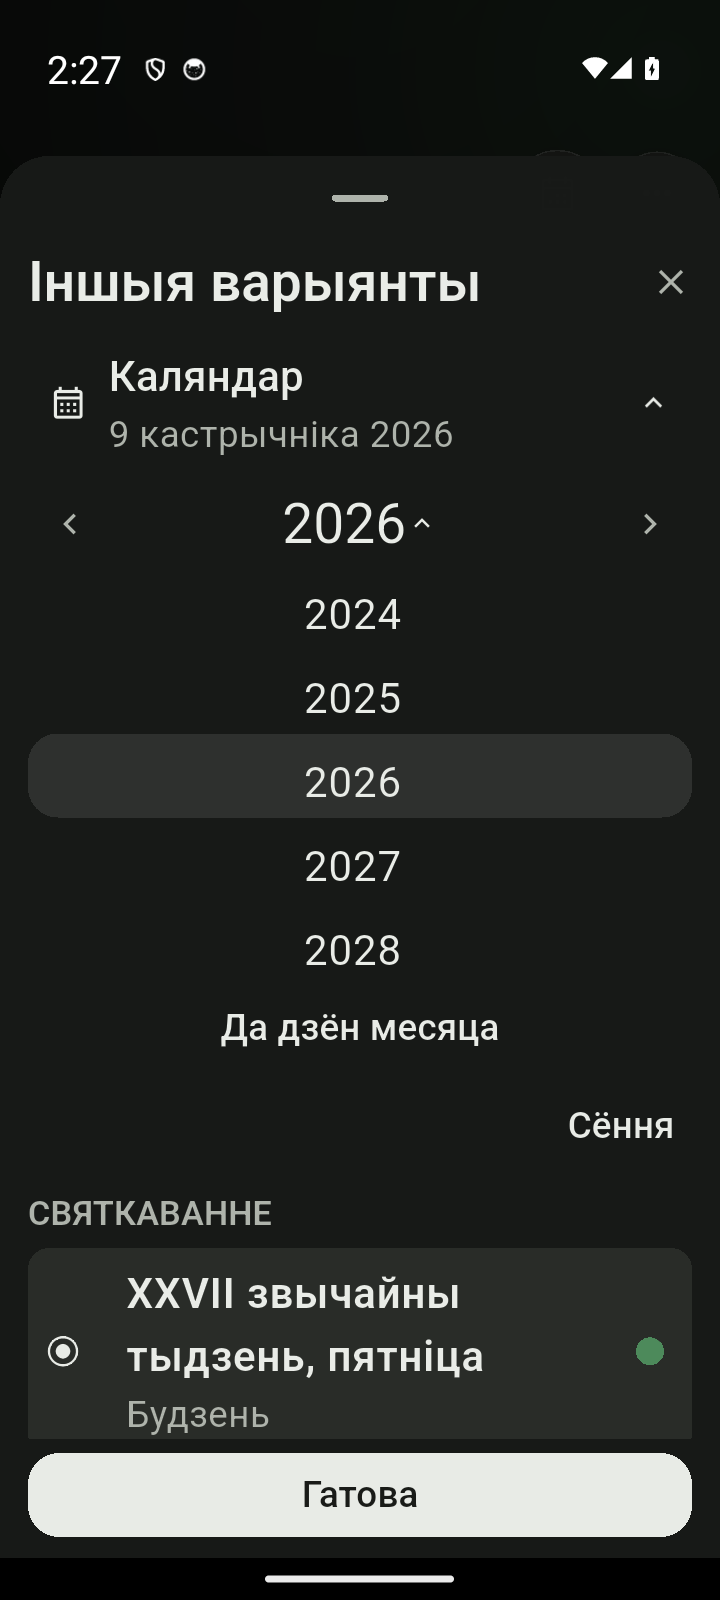 2:27
Іншыя варыянты
Каляндар
9 кастрычніка 2026
2026
2024
2025
2026
2027
2028
Да дзён месяца
Сёння
СВЯТКАВАННЕ
XXVII звычайны
тыдзень, пятніца
Будзень
Гатова